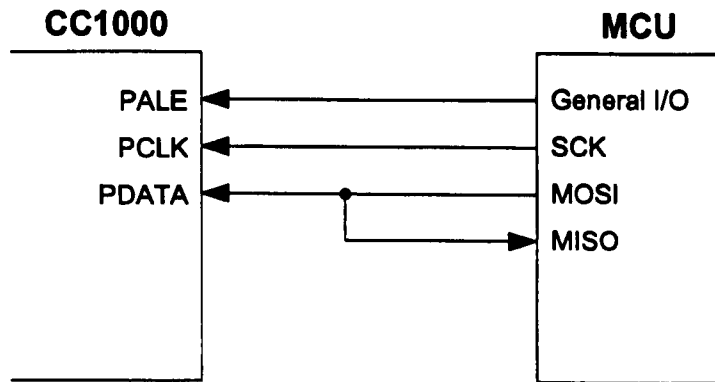 CC1000
MCU
PALE
General I/O
PCLK
SCK
PDATA
MOSI
MISO